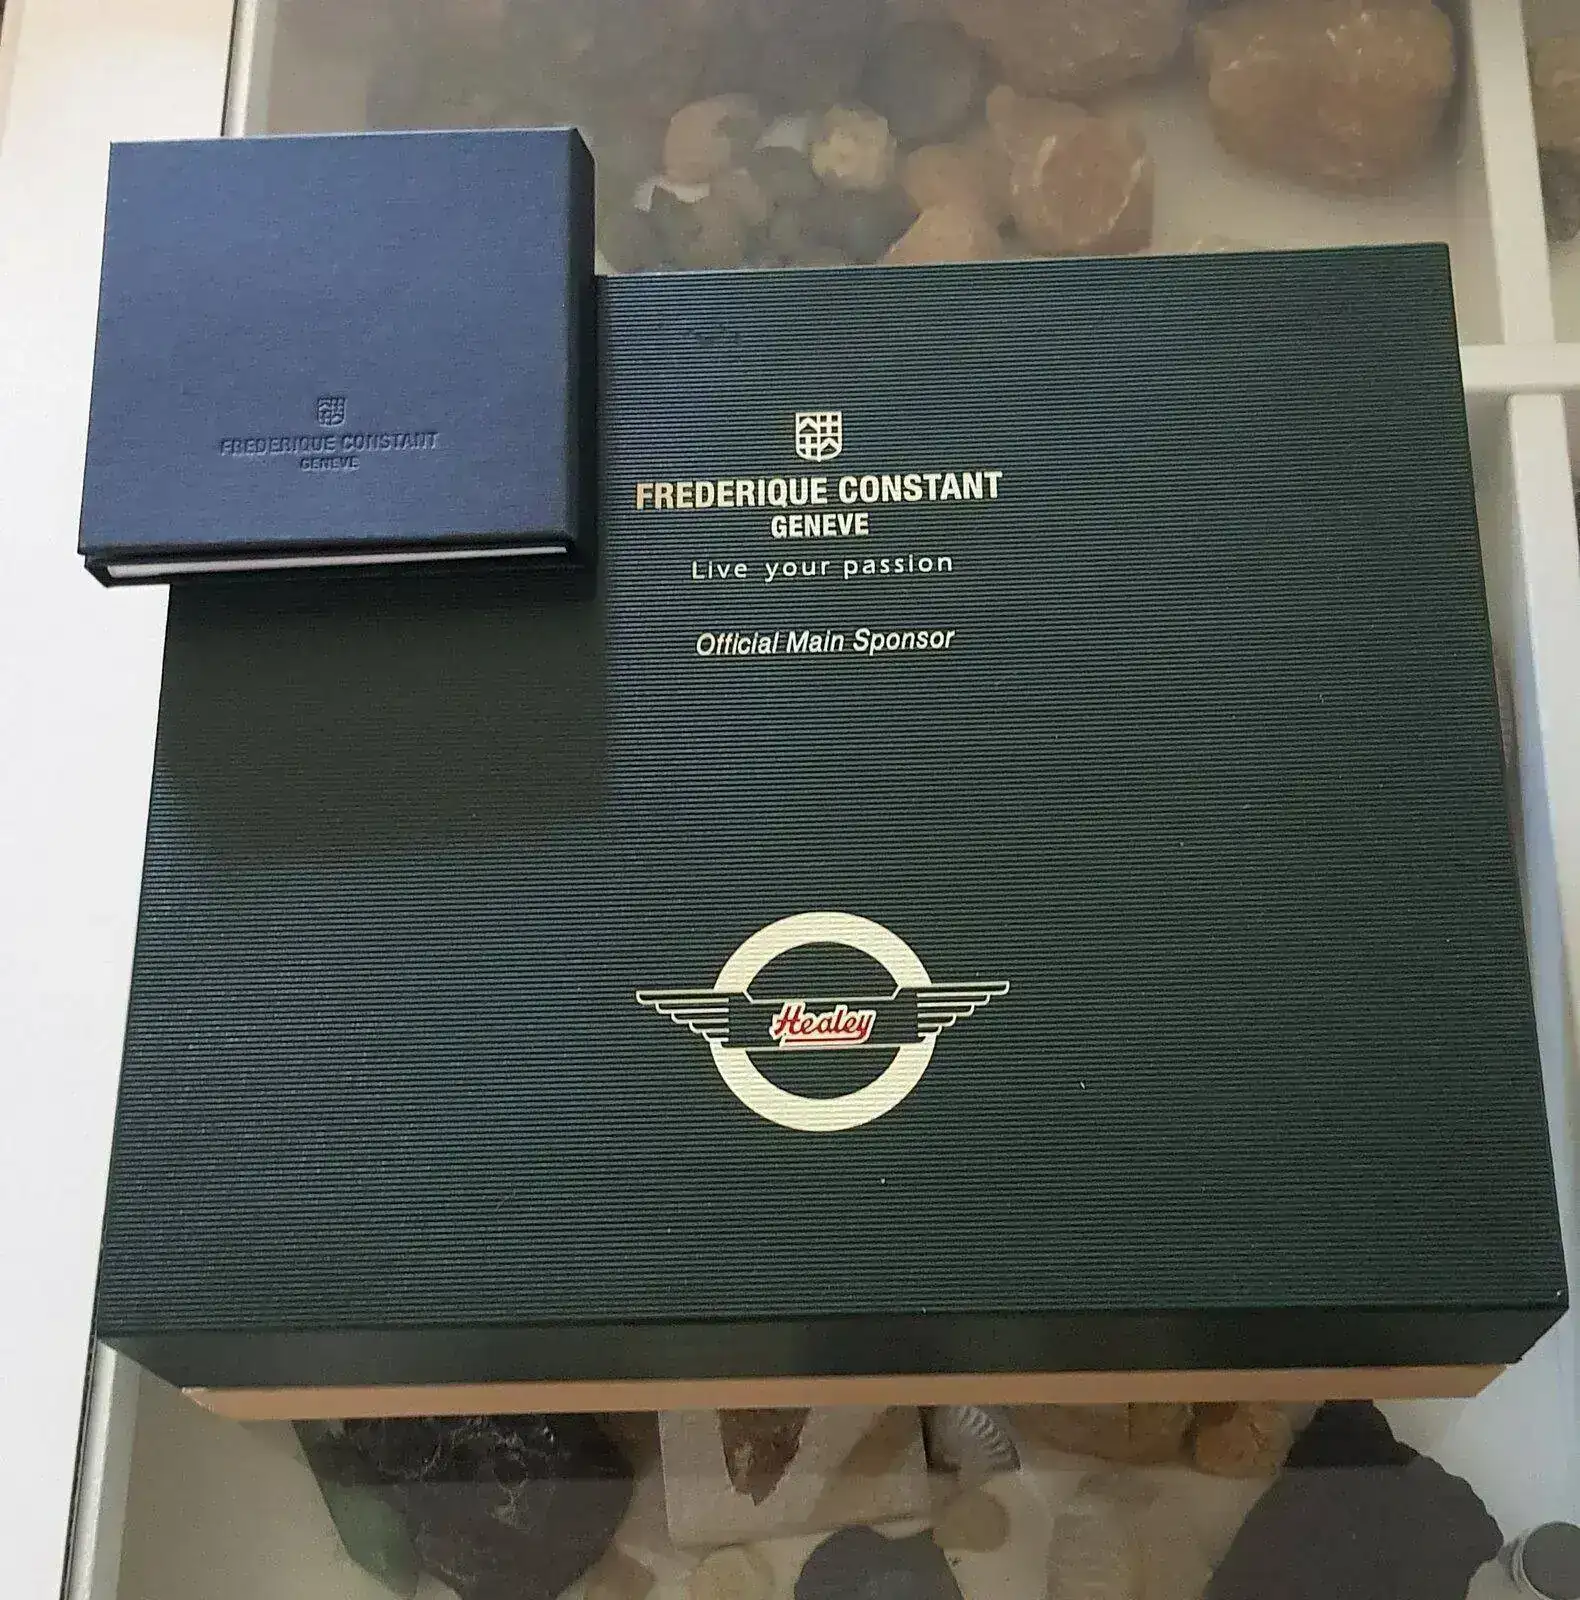 FREDERIQUE CONSTANT
GENEVE
FREDERIQUE CONSTANT
GENEVE
Live your passion
Official Main Sponsor
Healey